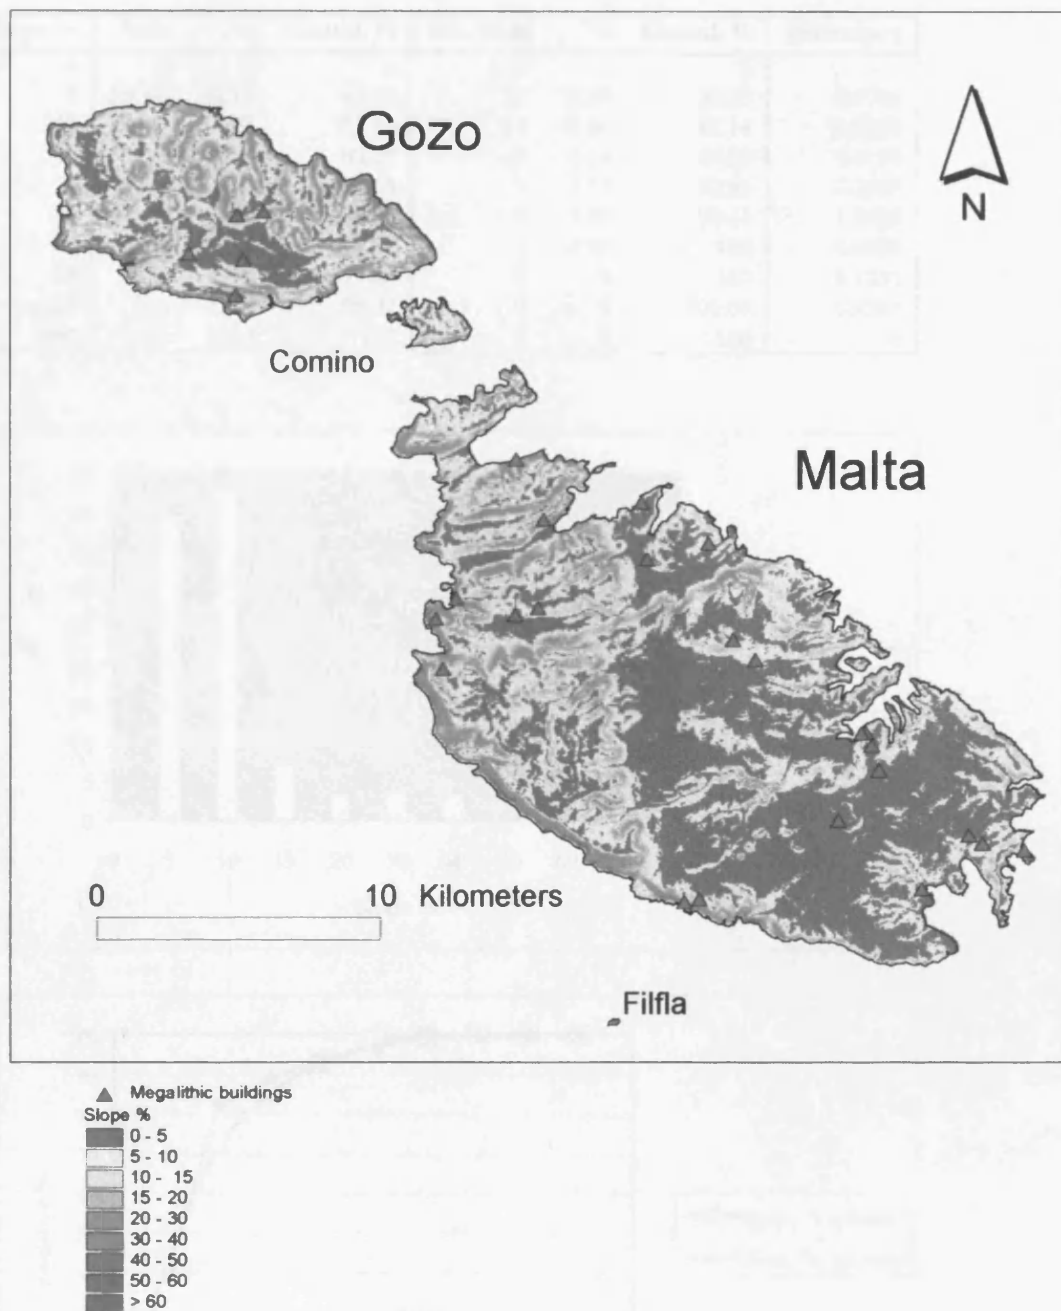 Gozo
N
Comino
Malta
0 10 Kilometers
Filfla
Megalithic buildings
Slope %
0 - 5
5 - 10
10 - 15
15 - 20
20 - 30
30 - 40
40 - 50
50 - 60
> 60